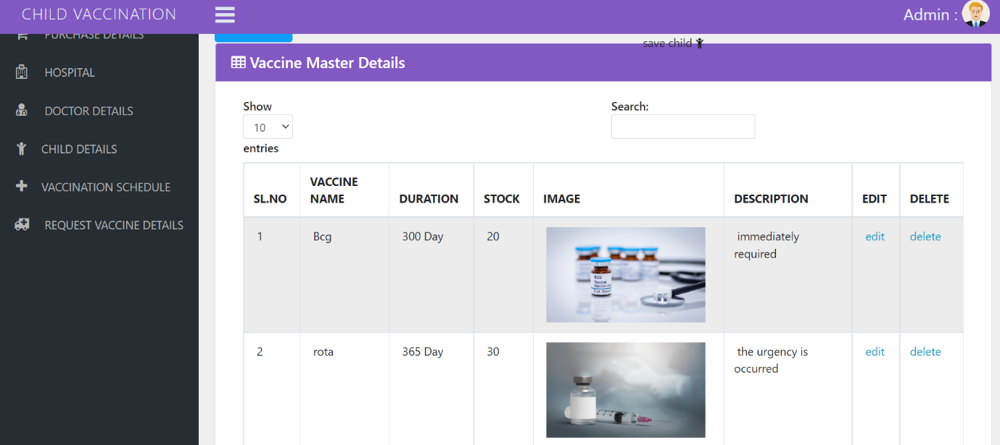 CHILD VACCINATION
Admin :
PURCHASE DETAILS
HOSPITAL
DOCTOR DETAILS
CHILD DETAILS
VACCINATION SCHEDULE
REQUEST VACCINE DETAILS
save child
Vaccine Master Details
Show
10
entries
Search:
SL.NO VACCINE NAME DURATION STOCK IMAGE DESCRIPTION EDIT DELETE
1 Bcg 300 Day 20 immediately edit delete
required
BCG
Vaccine
2 rota 365 Day 30 the urgency is edit delete
occurred